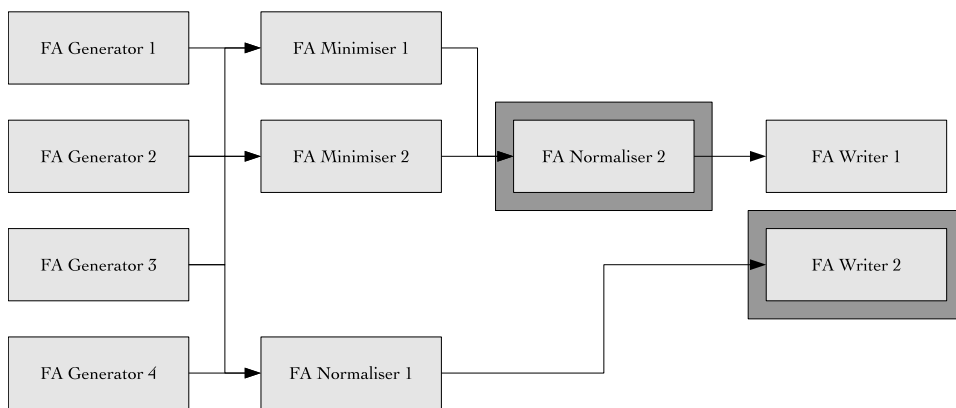 FA Generator 1
FA Minimiser 1
FA Generator 2
FA Minimiser 2
FA Normaliser 2
FA Writer 1
FA Generator 3
FA Writer 2
FA Generator 4
FA Normaliser 1